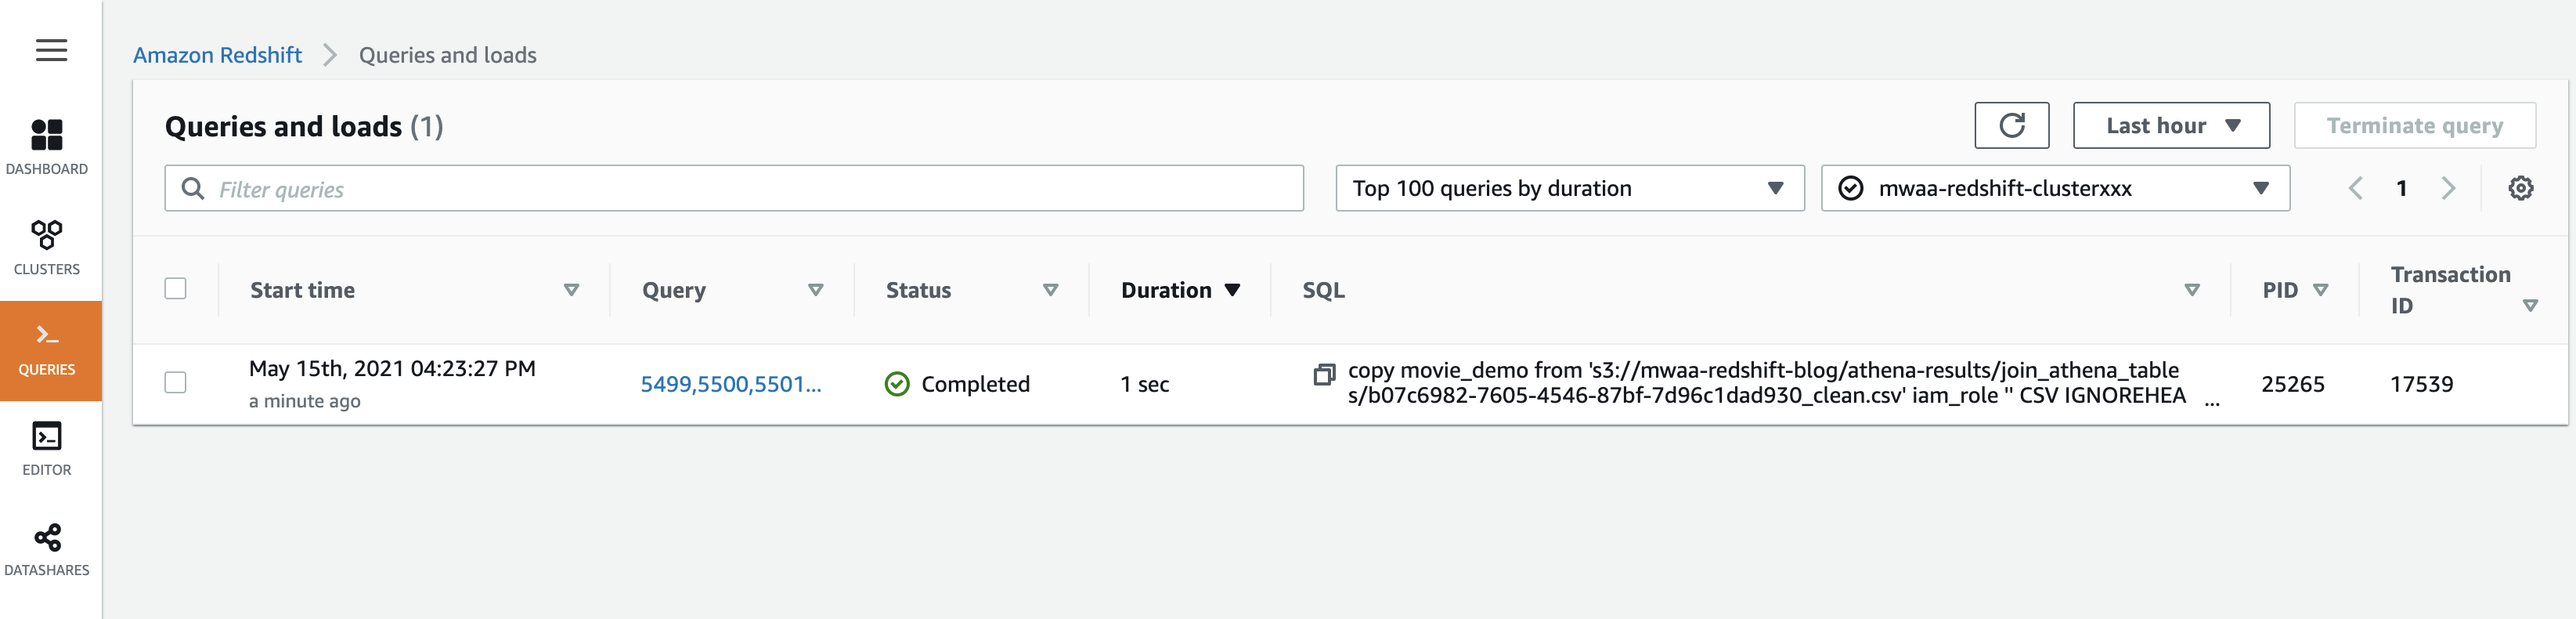 Amazon Redshift > Queries and loads
Queries and loads (1)
Last hour
Terminate query
Filter queries
Top 100 queries by duration
mwaa-redshift-clusterxxx
1
Start time
Query
Status
Duration
SQL
PID
Transaction
ID
May 15th, 2021 04:23:27 PM
a minute ago
5499,5500,5501...
Completed
1 sec
copy movie_demo from 's3://mwaa-redshift-blog/athena-results/join_athena_table
s/b07c6982-7605-4546-87bf-7d96c1dad930_clean.csv' iam_role '' CSV IGNOREHEA ...
25265
17539
DASHBOARD
CLUSTERS
QUERIES
EDITOR
DATASHARES